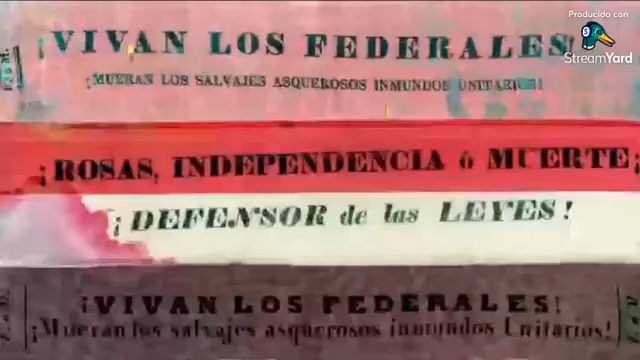 Producido con
StreamYard
¡VIVAN LOS FEDERALES!
¡MUERAN LOS SALVAJES ASQUEROSOS INMUNDOS UNITARIOS!
¡ROSAS, INDEPENDENCIA ó MUERTE¡
¡DEFENSOR de las LEYES!
¡VIVAN LOS FEDERALES!
¡Mueran los salvajes asquerosos inmundos Unitarios!